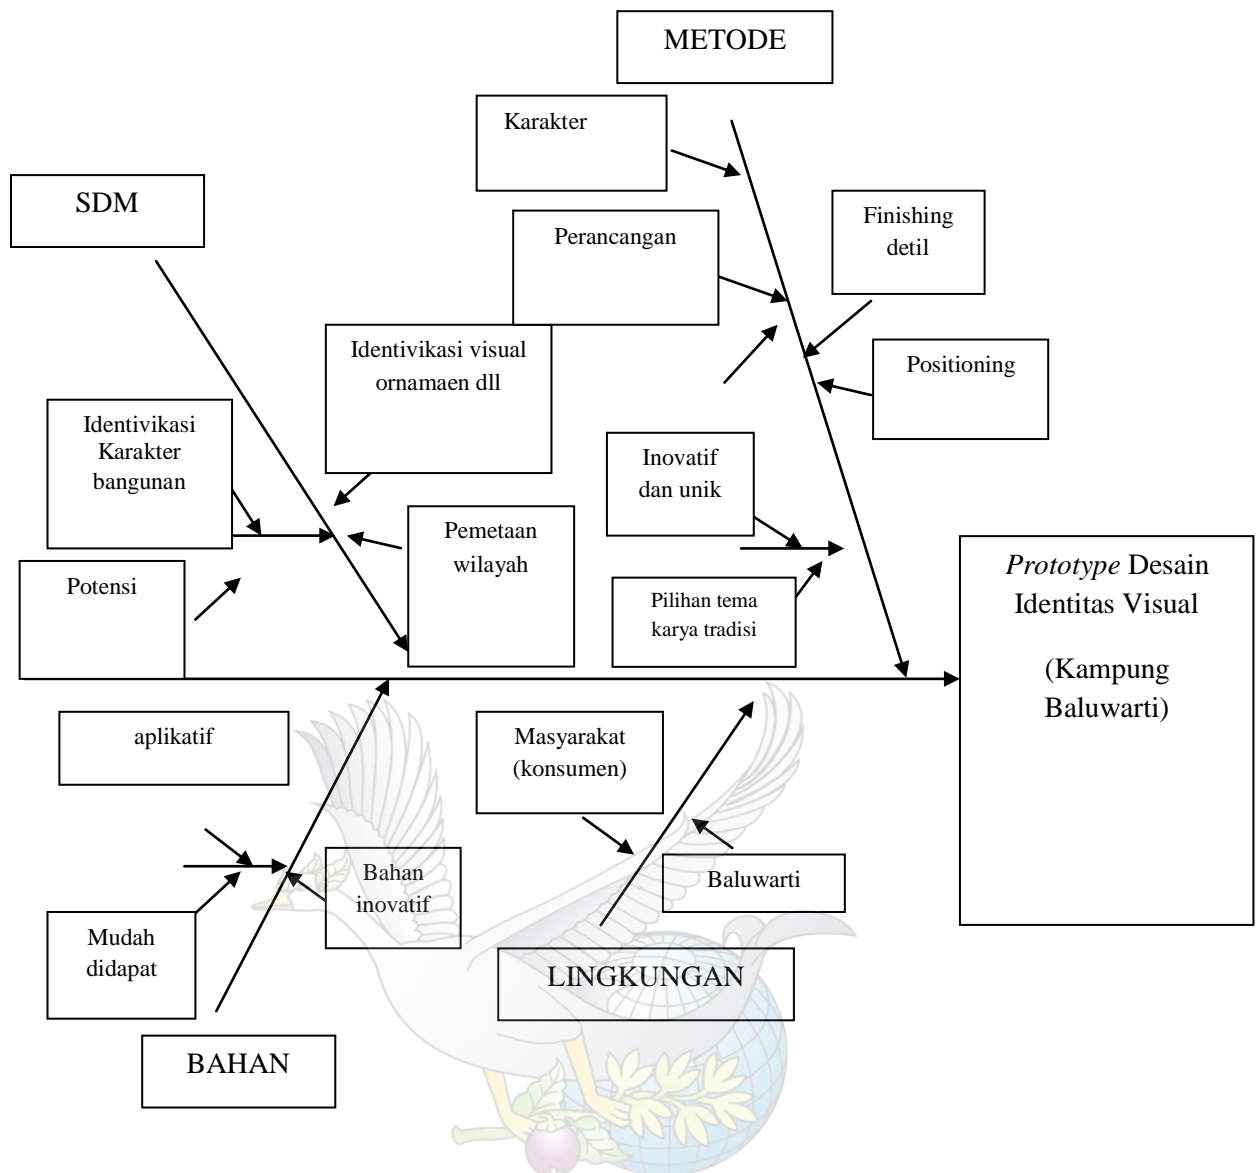 METODE
Karakter
SDM
Perancangan
Finishing
detil
Identivikasi visual
ornamaen dll
Positioning
Identivikasi
Karakter
bangunan
Inovatif
dan unik
Pemetaan
wilayah
Potensi
Pilihan tema
karya tradisi
Prototype Desain
Identitas Visual
(Kampung
Baluwarti)
aplikatif
Masyarakat
(konsumen)
Bahan
inovatif
Baluwarti
Mudah
didapat
LINGKUNGAN
BAHAN